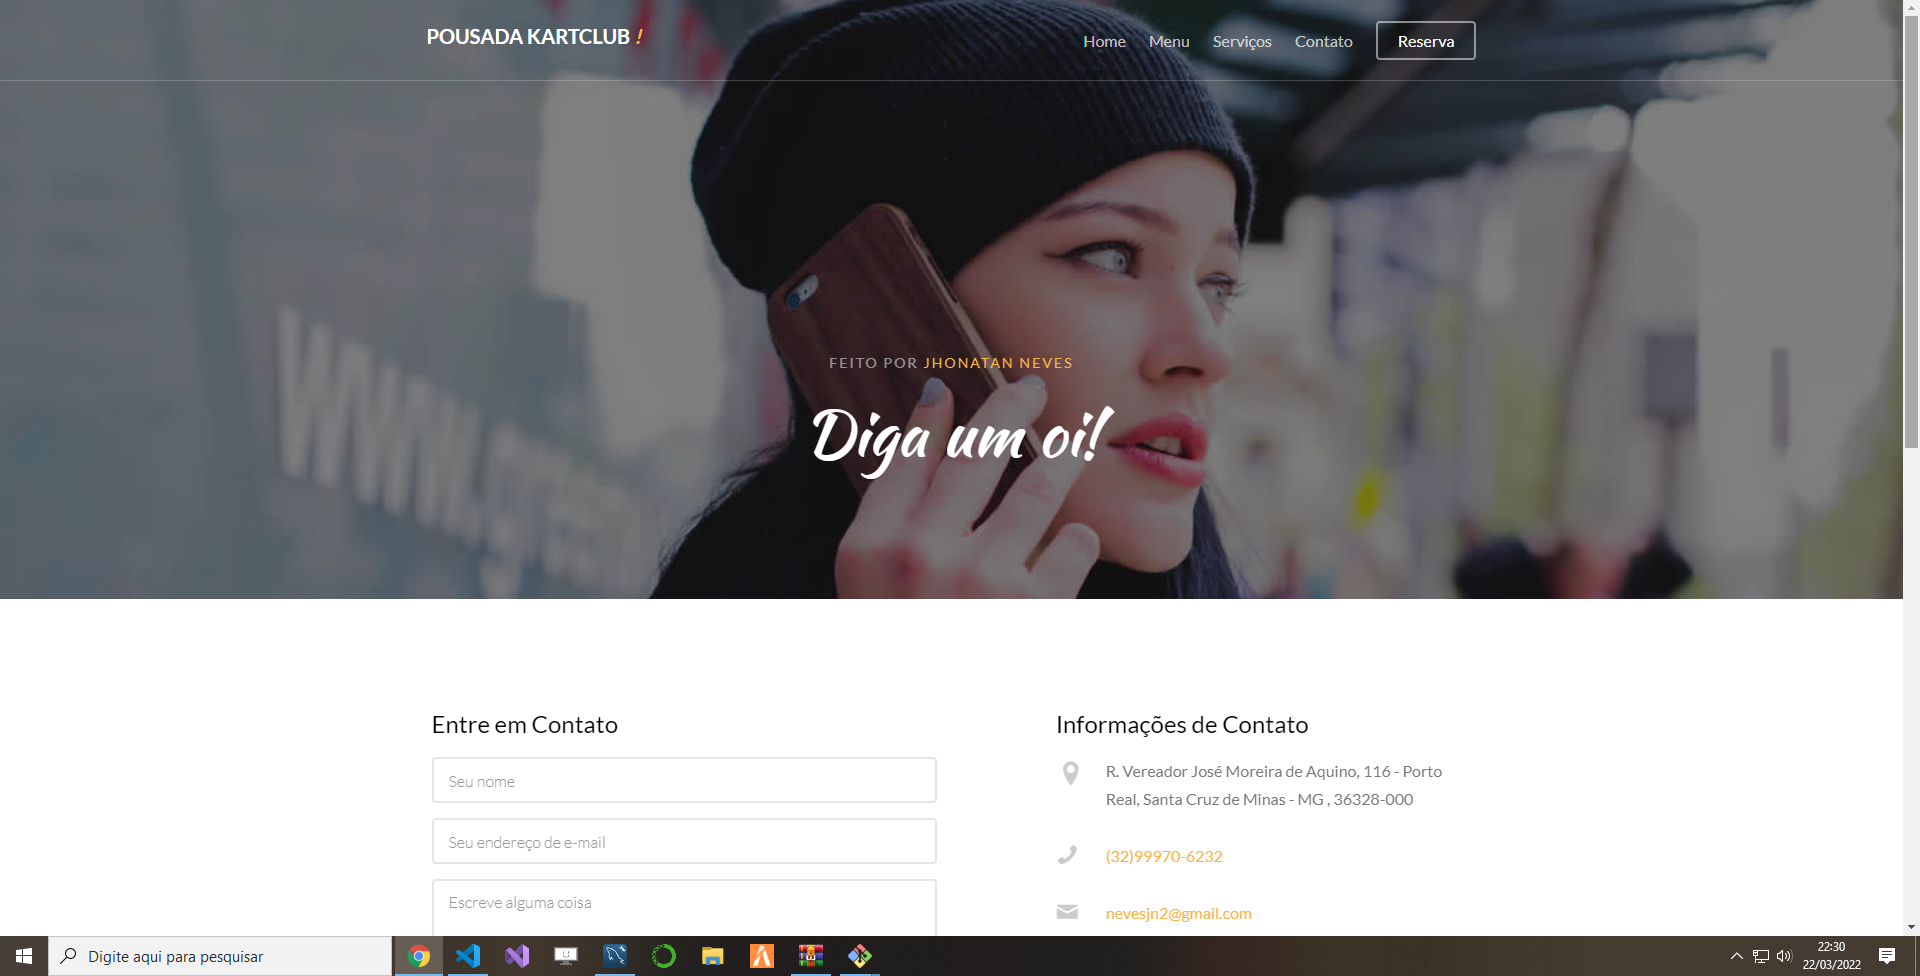 POUSADA KARTCLUB !
Home Menu Serviços Contato Reserva
FEITO POR JHONATAN NEVES
Diga um oi!
Entre em Contato
Seu nome
Seu endereço de e-mail
Escreve alguma coisa
Informações de Contato
R. Vereador José Moreira de Aquino, 116 - Porto
Real, Santa Cruz de Minas - MG , 36328-000
(32)99970-6232
nevesjn2@gmail.com
Digite aqui para pesquisar
22:30
22/03/2022